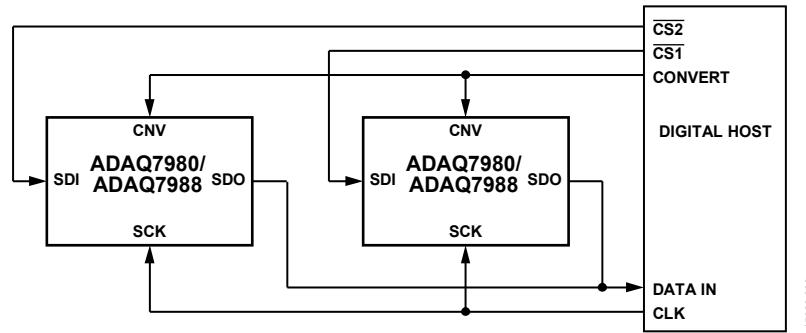 CS2
CS1
CONVERT
DIGITAL HOST
CNV
ADAQ7980/
ADAQ7988
SDI
SDO
SCK
CNV
ADAQ7980/
ADAQ7988
SDI
SDO
SCK
DATA IN
CLK